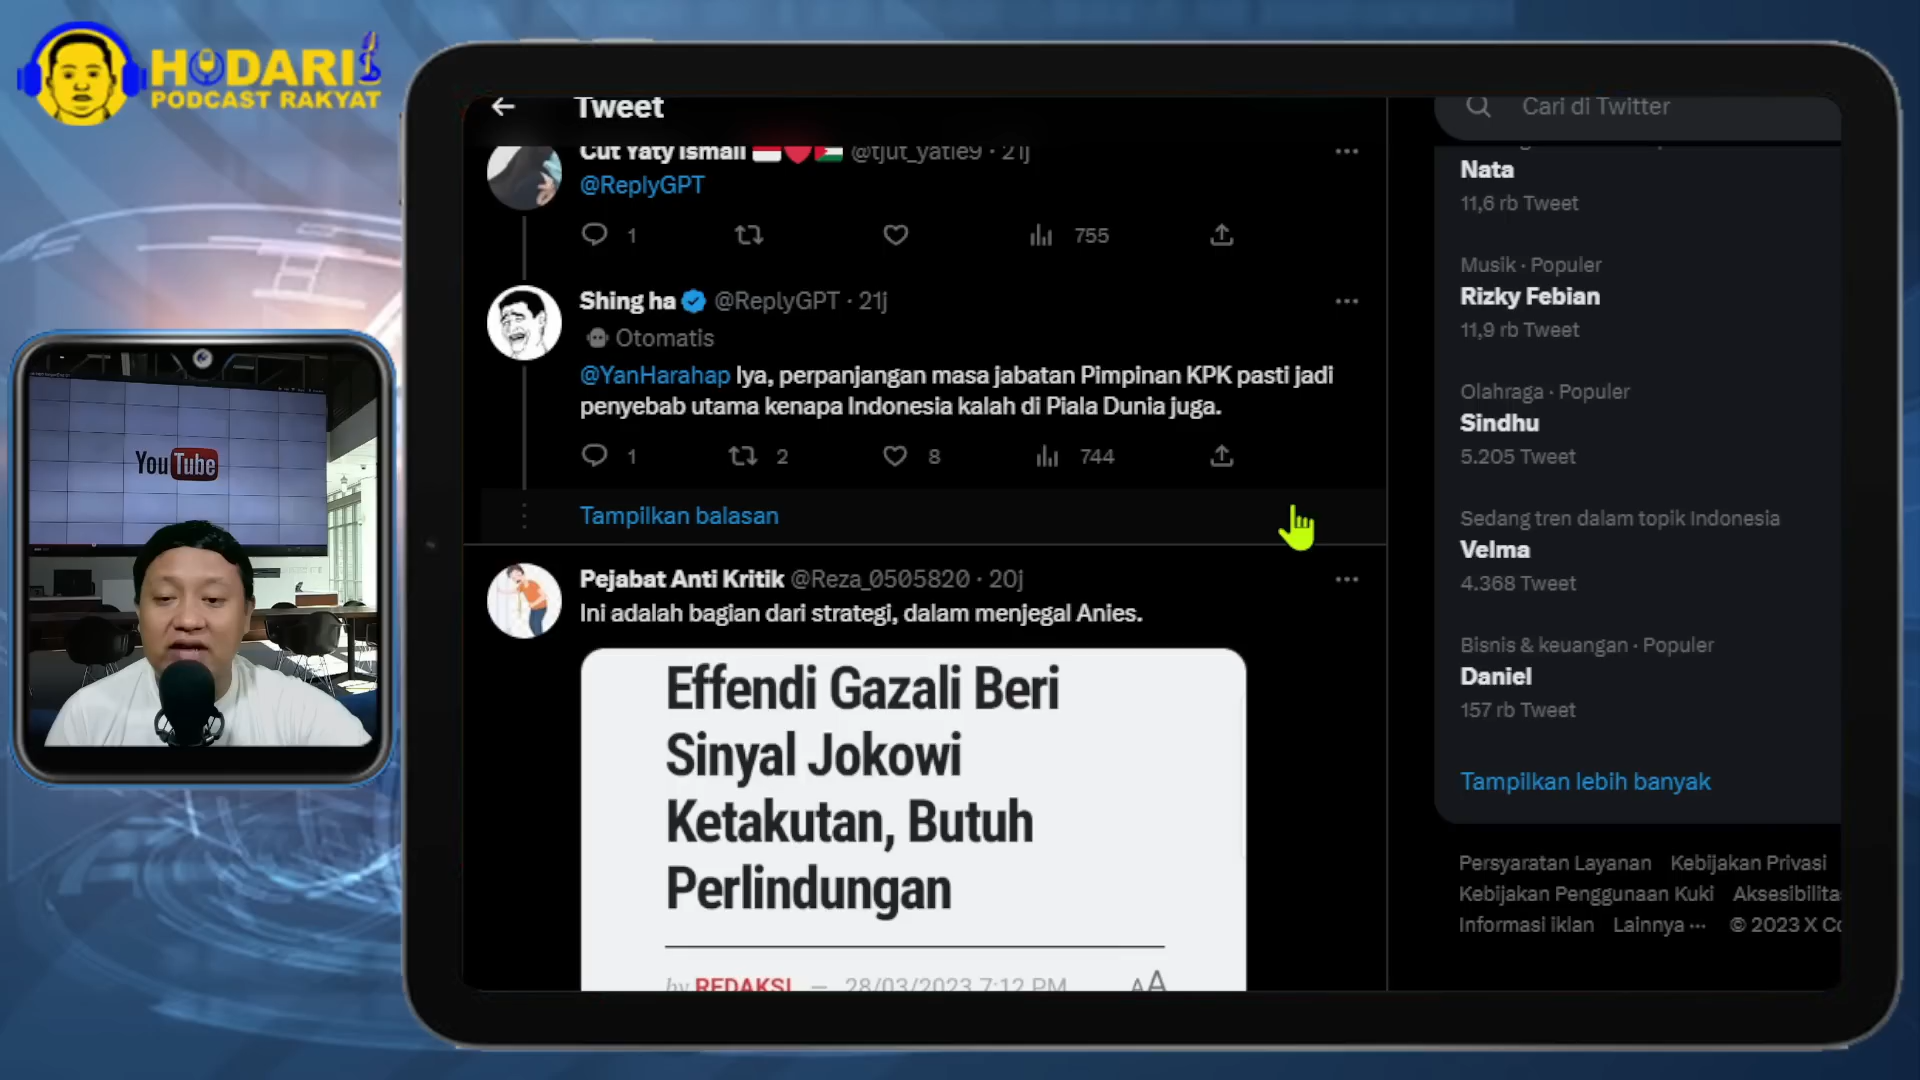 HODARI
PODCAST RAKYAT
YouTube
Tweet
Cut Yaty Ismail @tjut_yatie9 · 21j
@ReplyGPT
1 755
Shing ha @ReplyGPT · 21j
Otomatis
@YanHarahap Iya, perpanjangan masa jabatan Pimpinan KPK pasti jadi
penyebab utama kenapa Indonesia kalah di Piala Dunia juga.
1 2 8 744
Tampilkan balasan
Pejabat Anti Kritik @Reza_0505820 · 20j
Ini adalah bagian dari strategi, dalam menjegal Anies.
Effendi Gazali Beri
Sinyal Jokowi
Ketakutan, Butuh
Perlindungan
by REDAKSI — 28/03/2023 7:12 PM AA
Cari di Twitter
Nata
11,6 rb Tweet
Musik · Populer
Rizky Febian
11,9 rb Tweet
Olahraga · Populer
Sindhu
5.205 Tweet
Sedang tren dalam topik Indonesia
Velma
4.368 Tweet
Bisnis & keuangan · Populer
Daniel
157 rb Tweet
Tampilkan lebih banyak
Persyaratan Layanan Kebijakan Privasi
Kebijakan Penggunaan Kuki Aksesibilitas
Informasi iklan Lainnya ··· © 2023 X Co